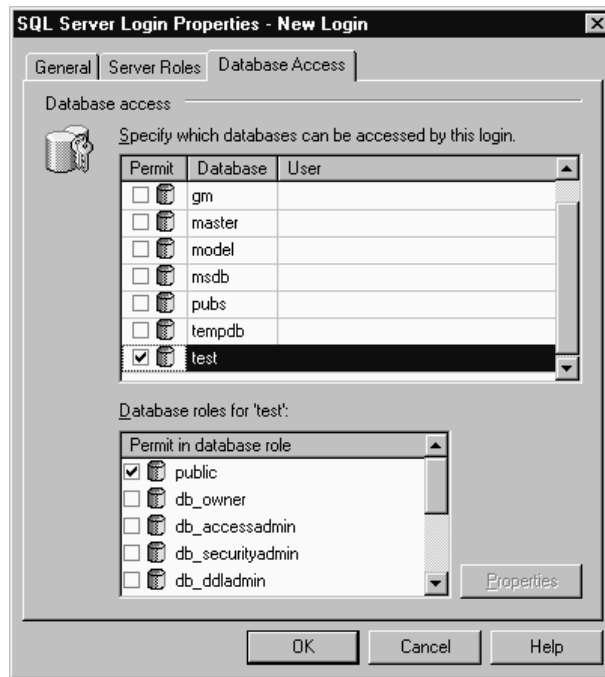 SQL Server Login Properties - New Login
General Server Roles Database Access
Database access
Specify which databases can be accessed by this login.
Permit Database User
gm
master
model
msdb
pubs
tempdb
test
Database roles for 'test':
Permit in database role
public
db_owner
db_accessadmin
db_securityadmin
db_ddladmin
Properties
OK Cancel Help